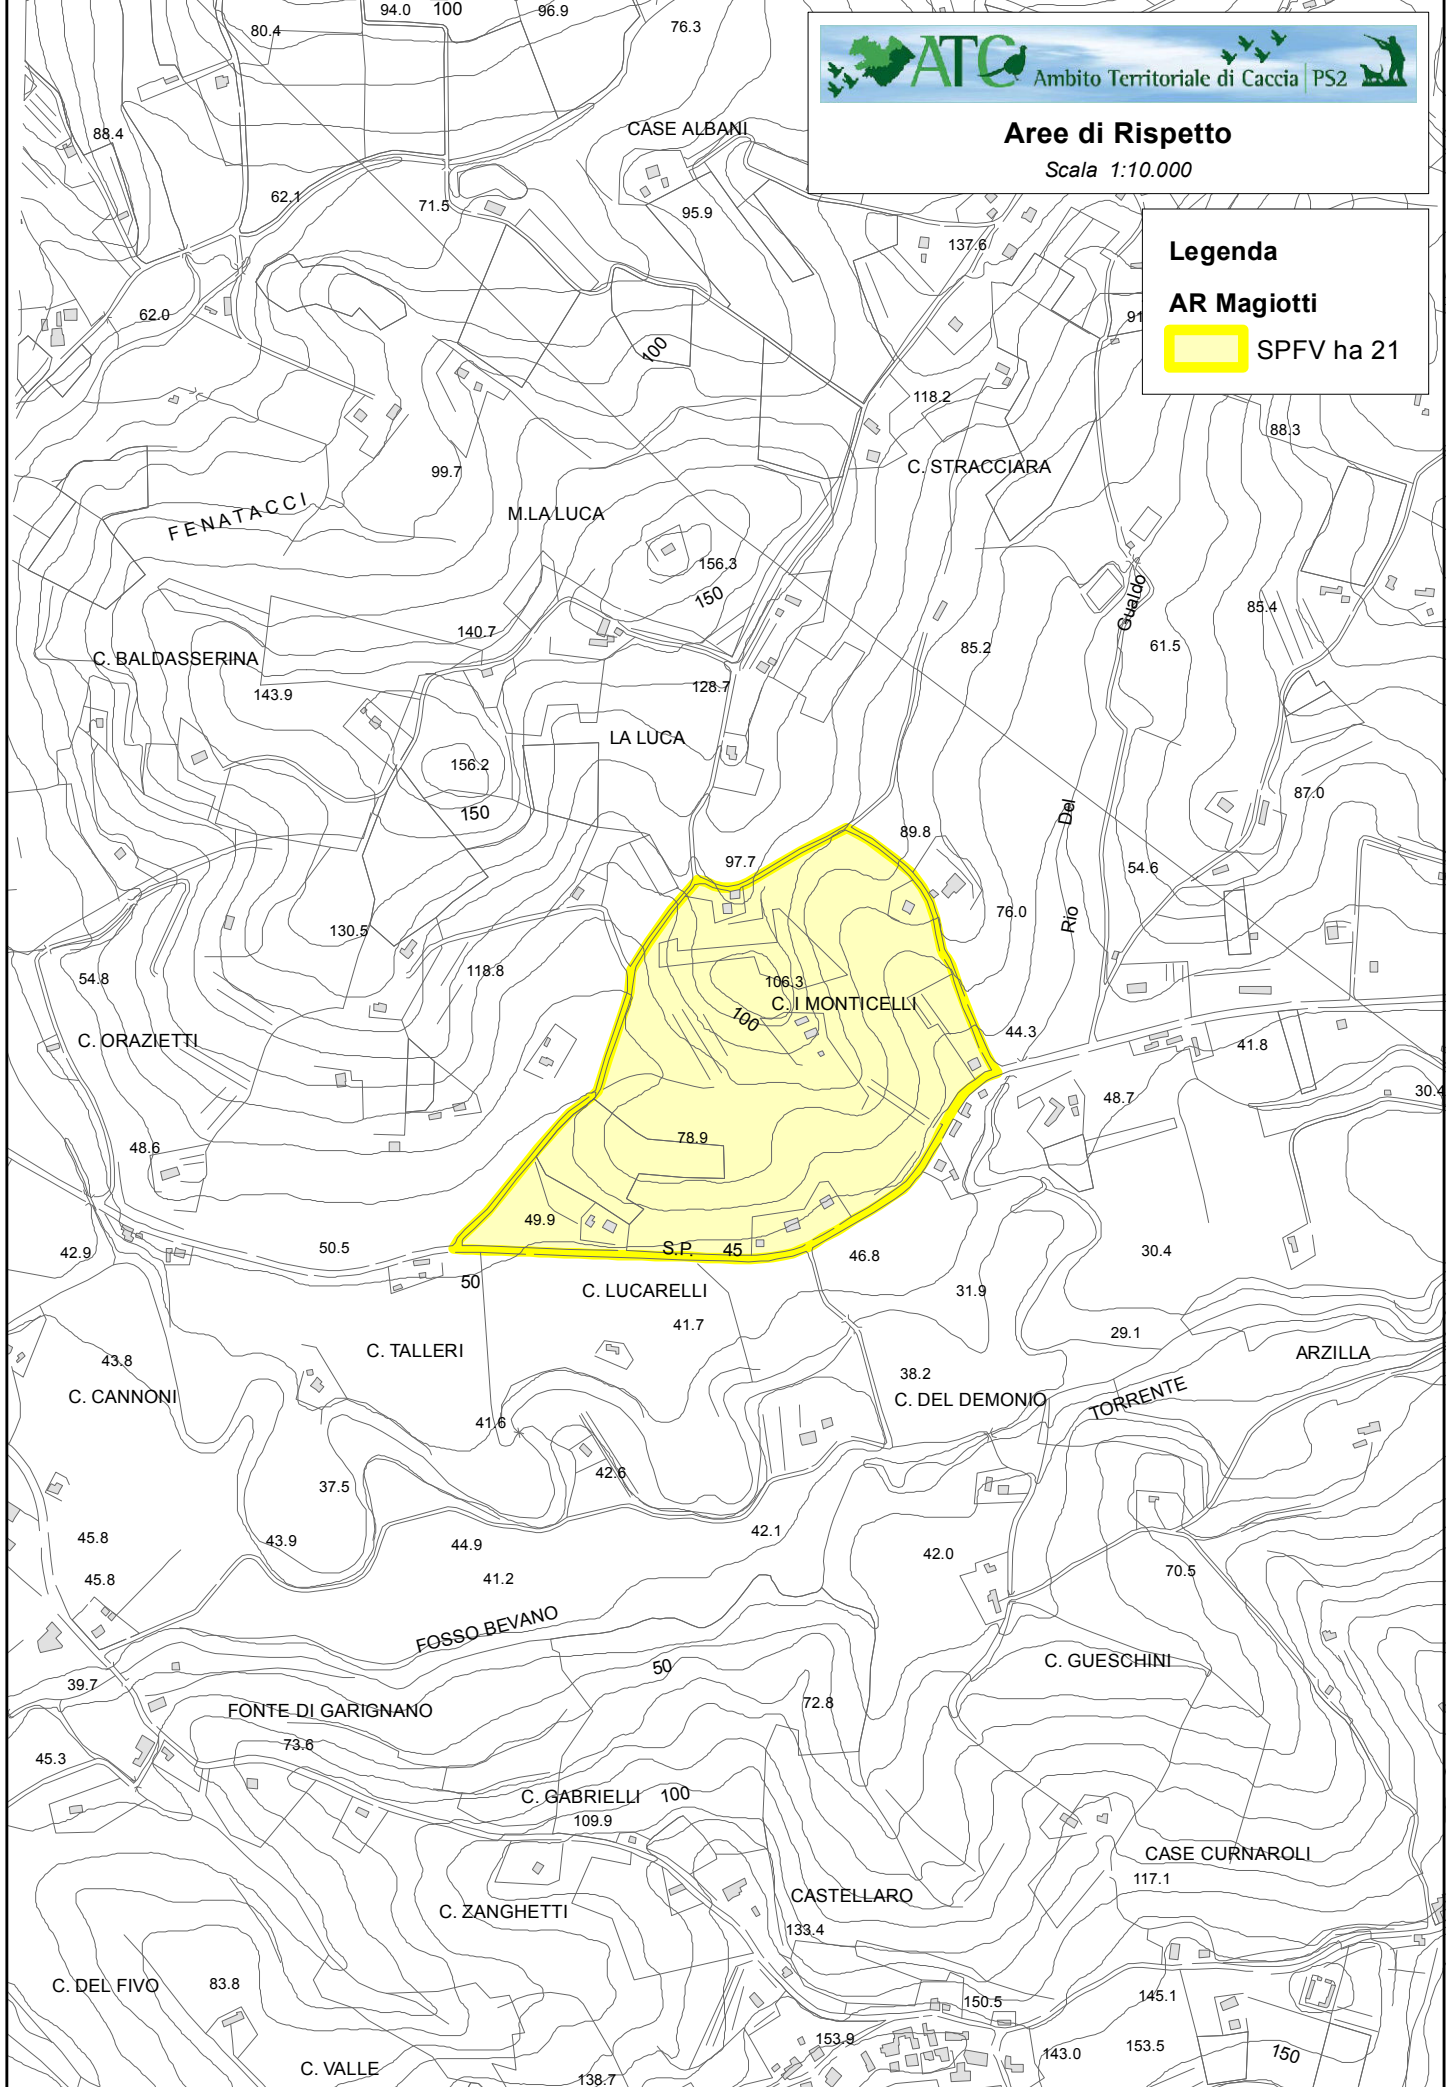 94.0
100
96.9
76.3
80.4
ATC Ambito Territoriale di Caccia | PS2
Aree di Rispetto
Scala 1:10.000
88.4
CASE ALBANI
62.1
71.5
95.9
137.6
Legenda
AR Magiotti
SPFV ha 21
62.0
91
100
118.2
88.3
99.7
C. STRACCIARA
FENATACCI
M.LA LUCA
156.3
150
Gualdo
85.4
140.7
85.2
61.5
C. BALDASSERINA
143.9
128.7
LA LUCA
156.2
150
87.0
Del
89.8
97.7
54.6
76.0
Rio
130.5
118.8
54.8
106.3
C. I MONTICELLI
100
44.3
C. ORAZIETTI
41.8
30.4
48.7
78.9
48.6
49.9
50.5
S.P. 45
46.8
42.9
30.4
50
C. LUCARELLI
31.9
41.7
29.1
C. TALLERI
ARZILLA
43.8
38.2
C. CANNONI
C. DEL DEMONIO
TORRENTE
41.6
42.6
37.5
45.8
43.9
44.9
42.1
42.0
45.8
41.2
70.5
FOSSO BEVANO
50
C. GUESCHINI
39.7
72.8
FONTE DI GARIGNANO
73.6
45.3
C. GABRIELLI
100
109.9
CASE CURNAROLI
117.1
C. ZANGHETTI
CASTELLARO
133.4
C. DEL FIVO
83.8
145.1
150.5
153.9
143.0
153.5
150
C. VALLE
138.7